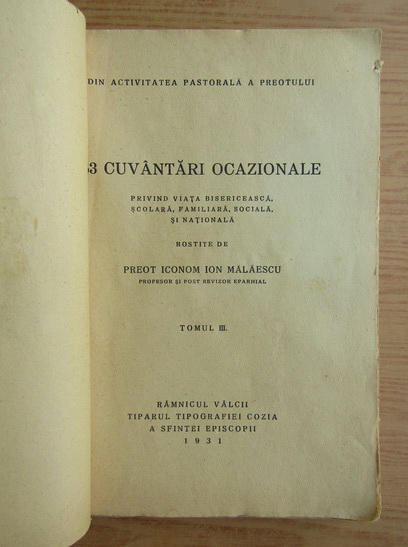 DIN ACTIVITATEA PASTORALĂ A PREOTULUI
3 CUVÂNTĂRI OCAZIONALE
PRIVIND VIAȚA BISERICEASCĂ,
ȘCOLARĂ, FAMILIARĂ, SOCIALĂ,
ȘI NAȚIONALĂ
ROSTITE DE
PREOT ICONOM ION MĂLĂESCU
PROFESOR ȘI FOST REVIZOR EPARHIAL
TOMUL III.
RÂMNICUL VÂLCII
TIPARUL TIPOGRAFIEI COZIA
A SFINTEI EPISCOPII
1931